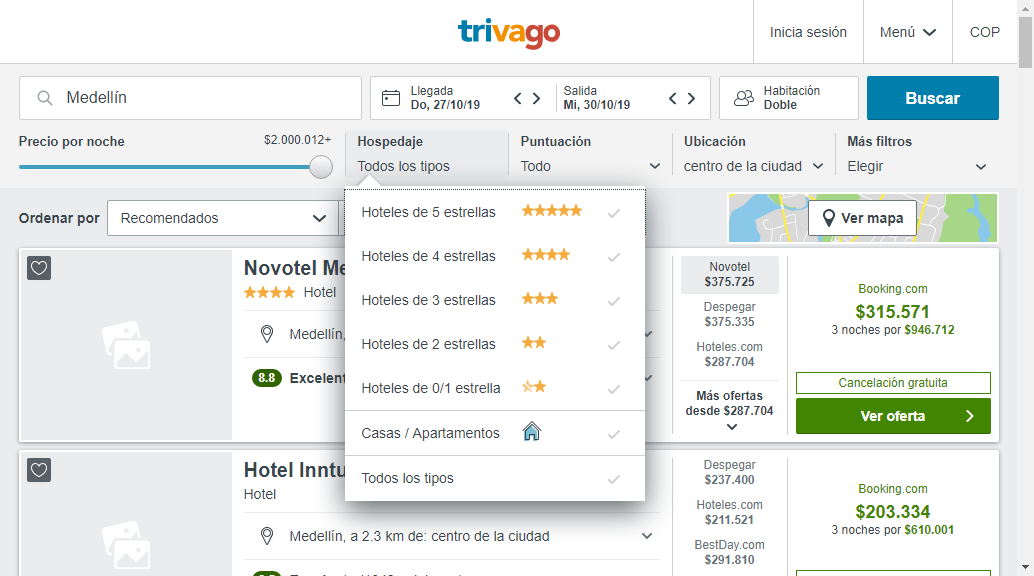 trivago
Inicia sesión
Menú
COP
Medellín
Llegada
Do, 27/10/19
Salida
Mi, 30/10/19
Habitación
Doble
Buscar
Precio por noche
$2.000.012+
Hospedaje
Todos los tipos
Puntuación
Todo
Ubicación
centro de la ciudad
Más filtros
Elegir
Ordenar por
Recomendados
Hoteles de 5 estrellas
Hoteles de 4 estrellas
Hoteles de 3 estrellas
Hoteles de 2 estrellas
Hoteles de 0/1 estrella
Casas / Apartamentos
Todos los tipos
Ver mapa
Novotel
Hotel
Medellín,
8.8
Novotel
$375.725
Despegar
$375.335
Hoteles.com
$287.704
Más ofertas
desde $287.704
Booking.com
$315.571
3 noches por $946.712
Cancelación gratuita
Ver oferta
Hotel
Hotel
Medellín, a 2.3 km de: centro de la ciudad
Despegar
$237.400
Hoteles.com
$211.521
BestDay.com
$291.810
Booking.com
$203.334
3 noches por $610.001